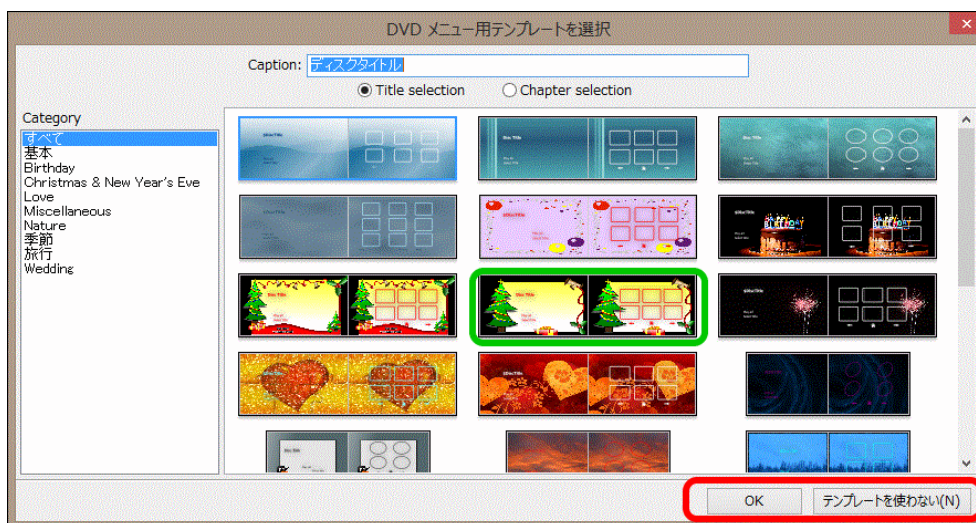 DVD メニュー用テンプレートを選択
Caption: ディスクタイトル
Title selection
Chapter selection
Category
すべて
基本
Birthday
Christmas & New Year's Eve
Love
Miscellaneous
Nature
季節
旅行
Wedding
OK
テンプレートを使わない(N)